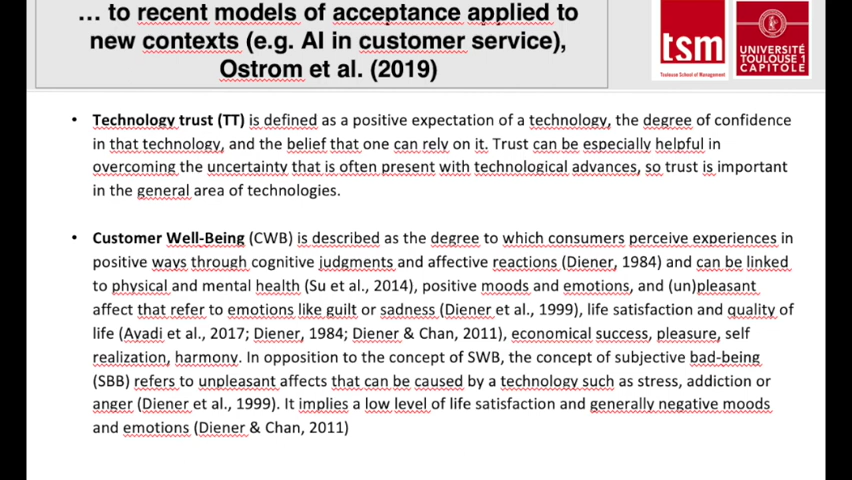 … to recent models of acceptance applied to
new contexts (e.g. AI in customer service),
Ostrom et al. (2019)
tsm
Toulouse School of Management
UNIVERSITÉ
TOULOUSE 1
CAPITOLE
• Technology trust (TT) is defined as a positive expectation of a technology, the degree of confidence
in that technology, and the belief that one can rely on it. Trust can be especially helpful in
overcoming the uncertainty that is often present with technological advances, so trust is important
in the general area of technologies.
• Customer Well-Being (CWB) is described as the degree to which consumers perceive experiences in
positive ways through cognitive judgments and affective reactions (Diener, 1984) and can be linked
to physical and mental health (Su et al., 2014), positive moods and emotions, and (un)pleasant
affect that refer to emotions like guilt or sadness (Diener et al., 1999), life satisfaction and quality of
life (Avadi et al., 2017; Diener, 1984; Diener & Chan, 2011), economical success, pleasure, self
realization, harmony. In opposition to the concept of SWB, the concept of subjective bad-being
(SBB) refers to unpleasant affects that can be caused by a technology such as stress, addiction or
anger (Diener et al., 1999). It implies a low level of life satisfaction and generally negative moods
and emotions (Diener & Chan, 2011)